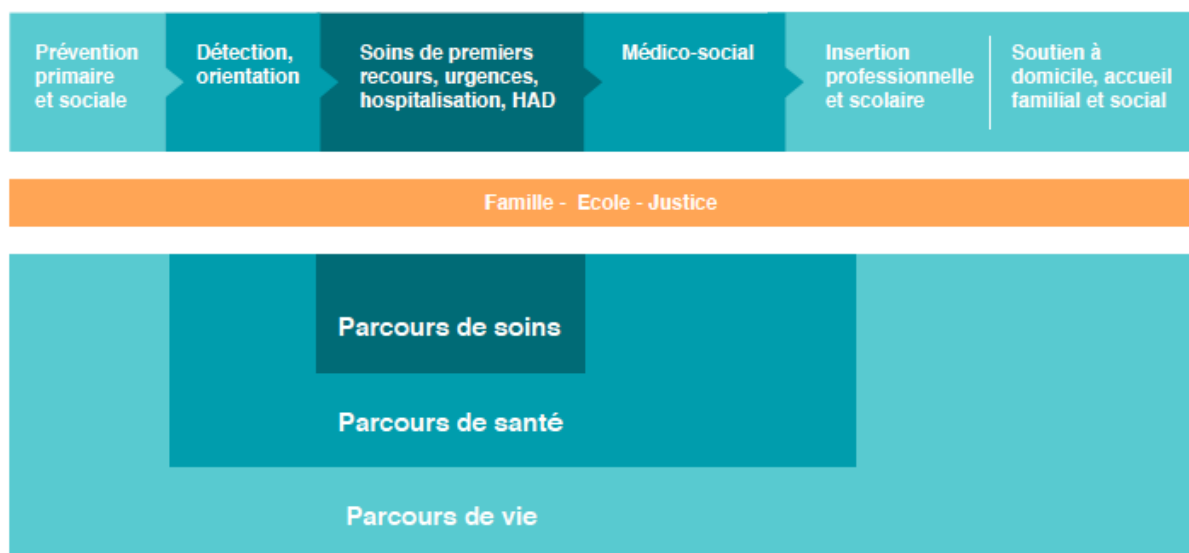 Prévention
primaire
et sociale
Détection,
orientation
Soins de premiers
recours, urgences,
hospitalisation, HAD
Médico-social
Insertion
professionnelle
et scolaire
Soutien à
domicile, accueil
familial et social
Famille - Ecole - Justice
Parcours de soins
Parcours de santé
Parcours de vie